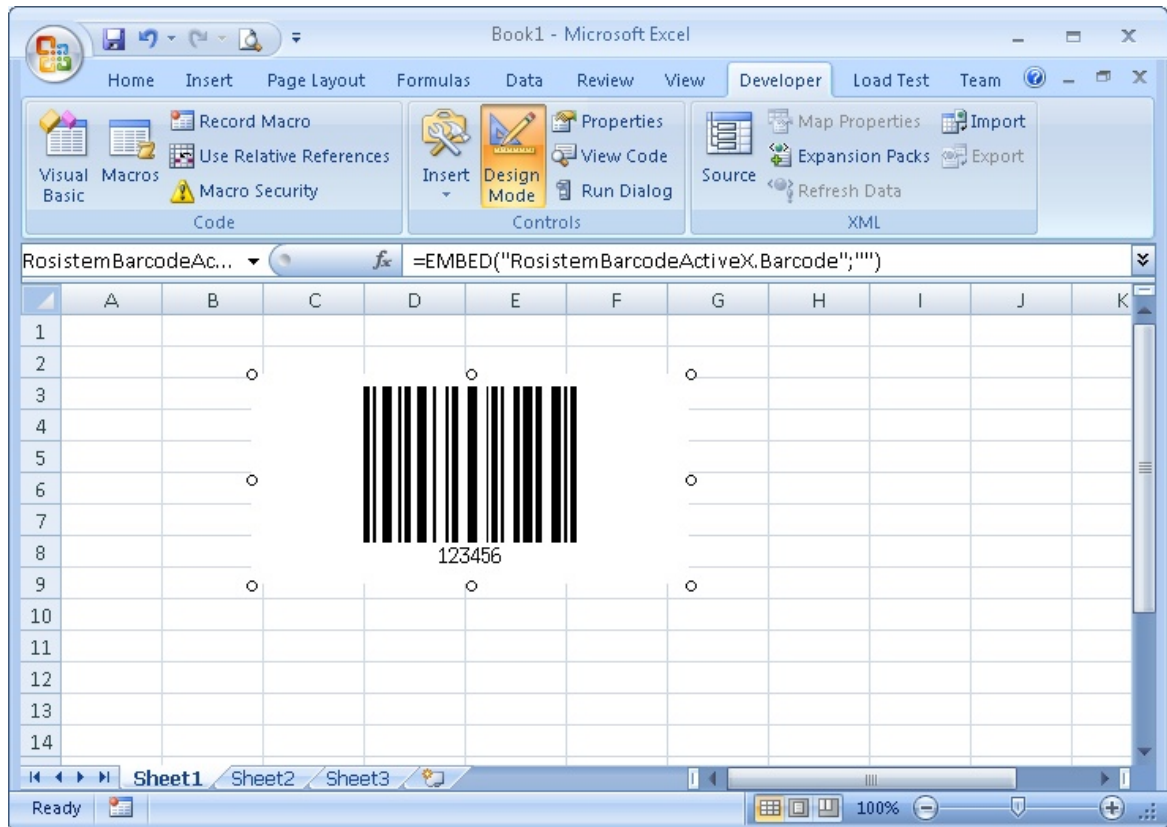 Book1 - Microsoft Excel
Home Insert Page Layout Formulas Data Review View Developer Load Test Team
Visual Basic
Macros
Record Macro
Use Relative References
Macro Security
Code
Insert
Design Mode
Properties
View Code
Run Dialog
Controls
Source
Map Properties
Expansion Packs
Refresh Data
Import
Export
XML
RosistemBarcodeAc... fx =EMBED("RosistemBarcodeActiveX.Barcode";"")
A B C D E F G H I J K
1
2
3
4
5
6
7
8
123456
9
10
11
12
13
14
Sheet1 Sheet2 Sheet3
Ready 100%